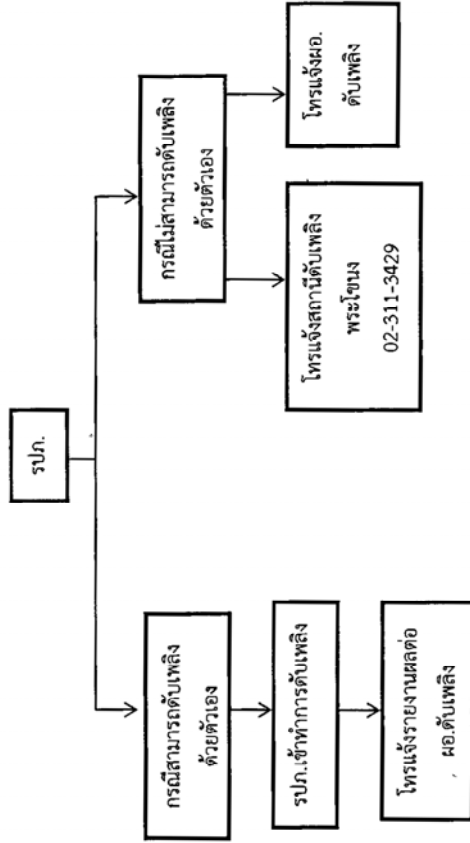 รปภ.
กรณีสามารถดับเพลิง
ด้วยตัวเอง
รปภ.เข้าทำการดับเพลิง
โทรแจ้งรายงานผลต่อ
ผอ.ดับเพลิง
กรณีไม่สามารถดับเพลิง
ด้วยตัวเอง
โทรแจ้งสถานีดับเพลิง
พระโขนง
02-311-3429
โทรแจ้งผอ.
ดับเพลิง